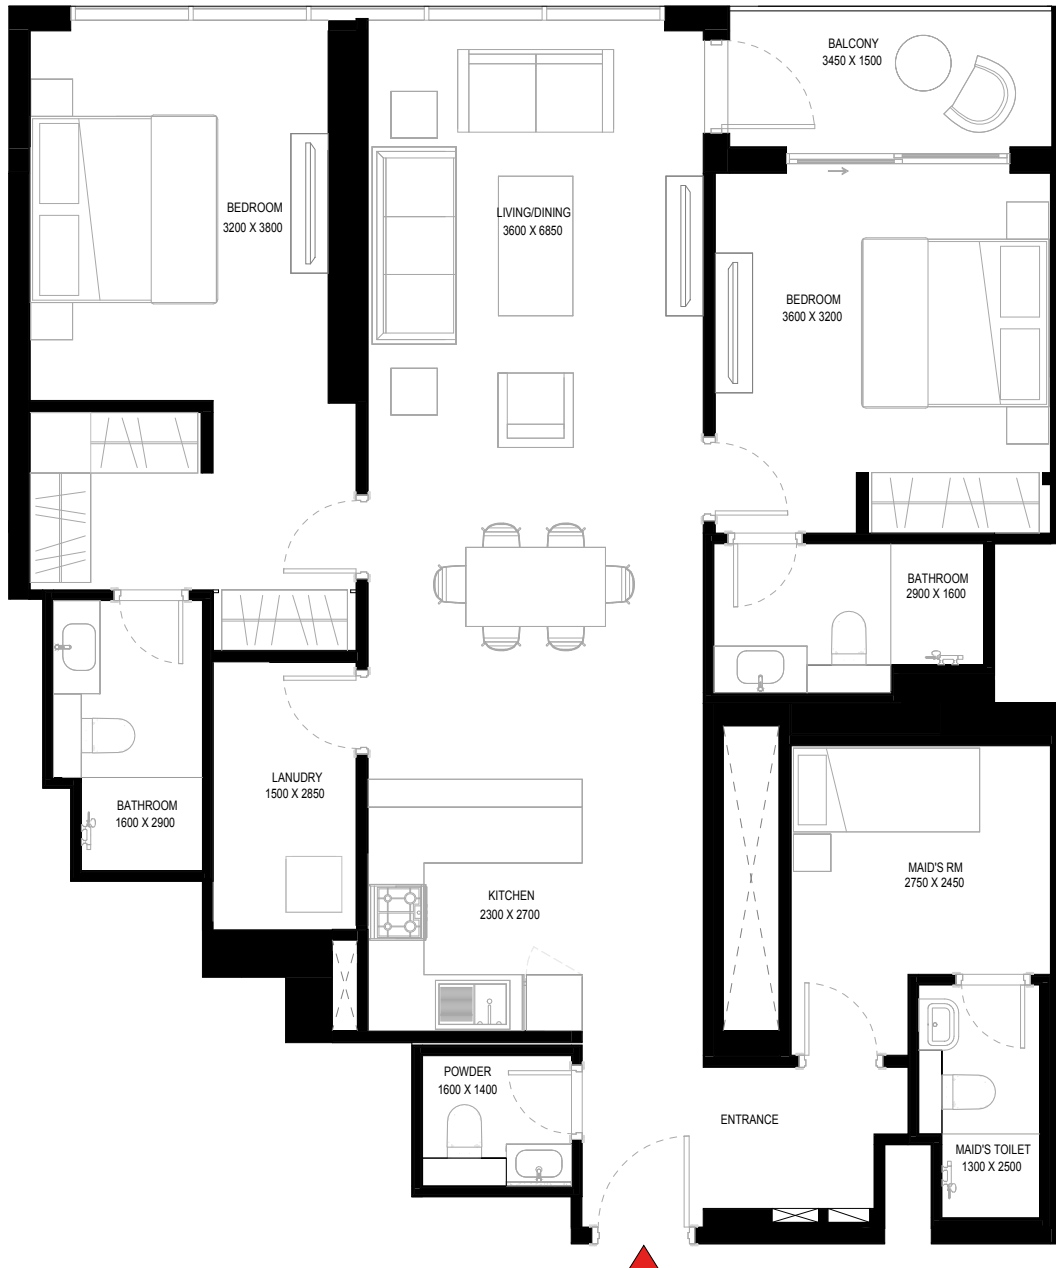 BALCONY
3450 X 1500
BEDROOM
3200 X 3800
LIVING/DINING
3600 X 6850
BEDROOM
3600 X 3200
BATHROOM
2900 X 1600
LANUDRY
1500 X 2850
BATHROOM
1600 X 2900
KITCHEN
2300 X 2700
MAID'S RM
2750 X 2450
POWDER
1600 X 1400
ENTRANCE
MAID'S TOILET
1300 X 2500